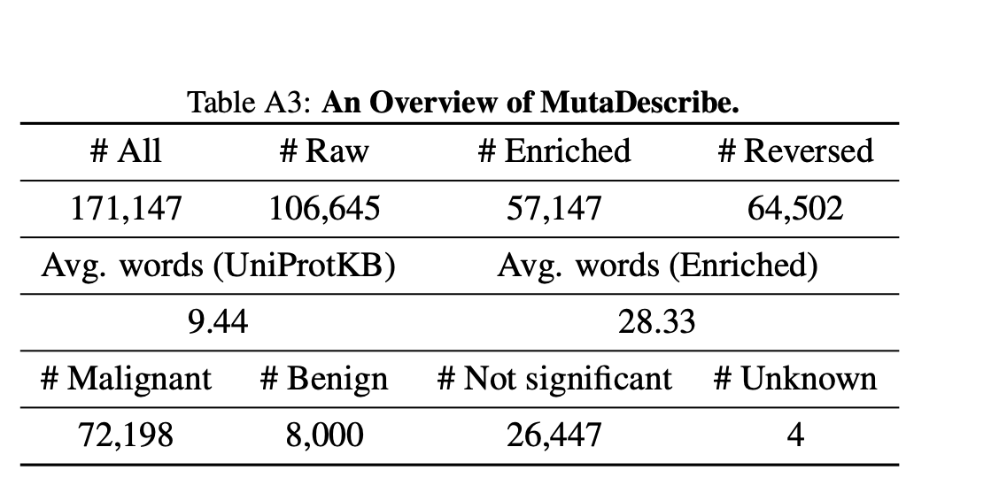 Table A3: An Overview of MutaDescribe.
# All # Raw # Enriched # Reversed
171,147 106,645 57,147 64,502
Avg. words (UniProtKB) Avg. words (Enriched)
9.44 28.33
# Malignant # Benign # Not significant # Unknown
72,198 8,000 26,447 4